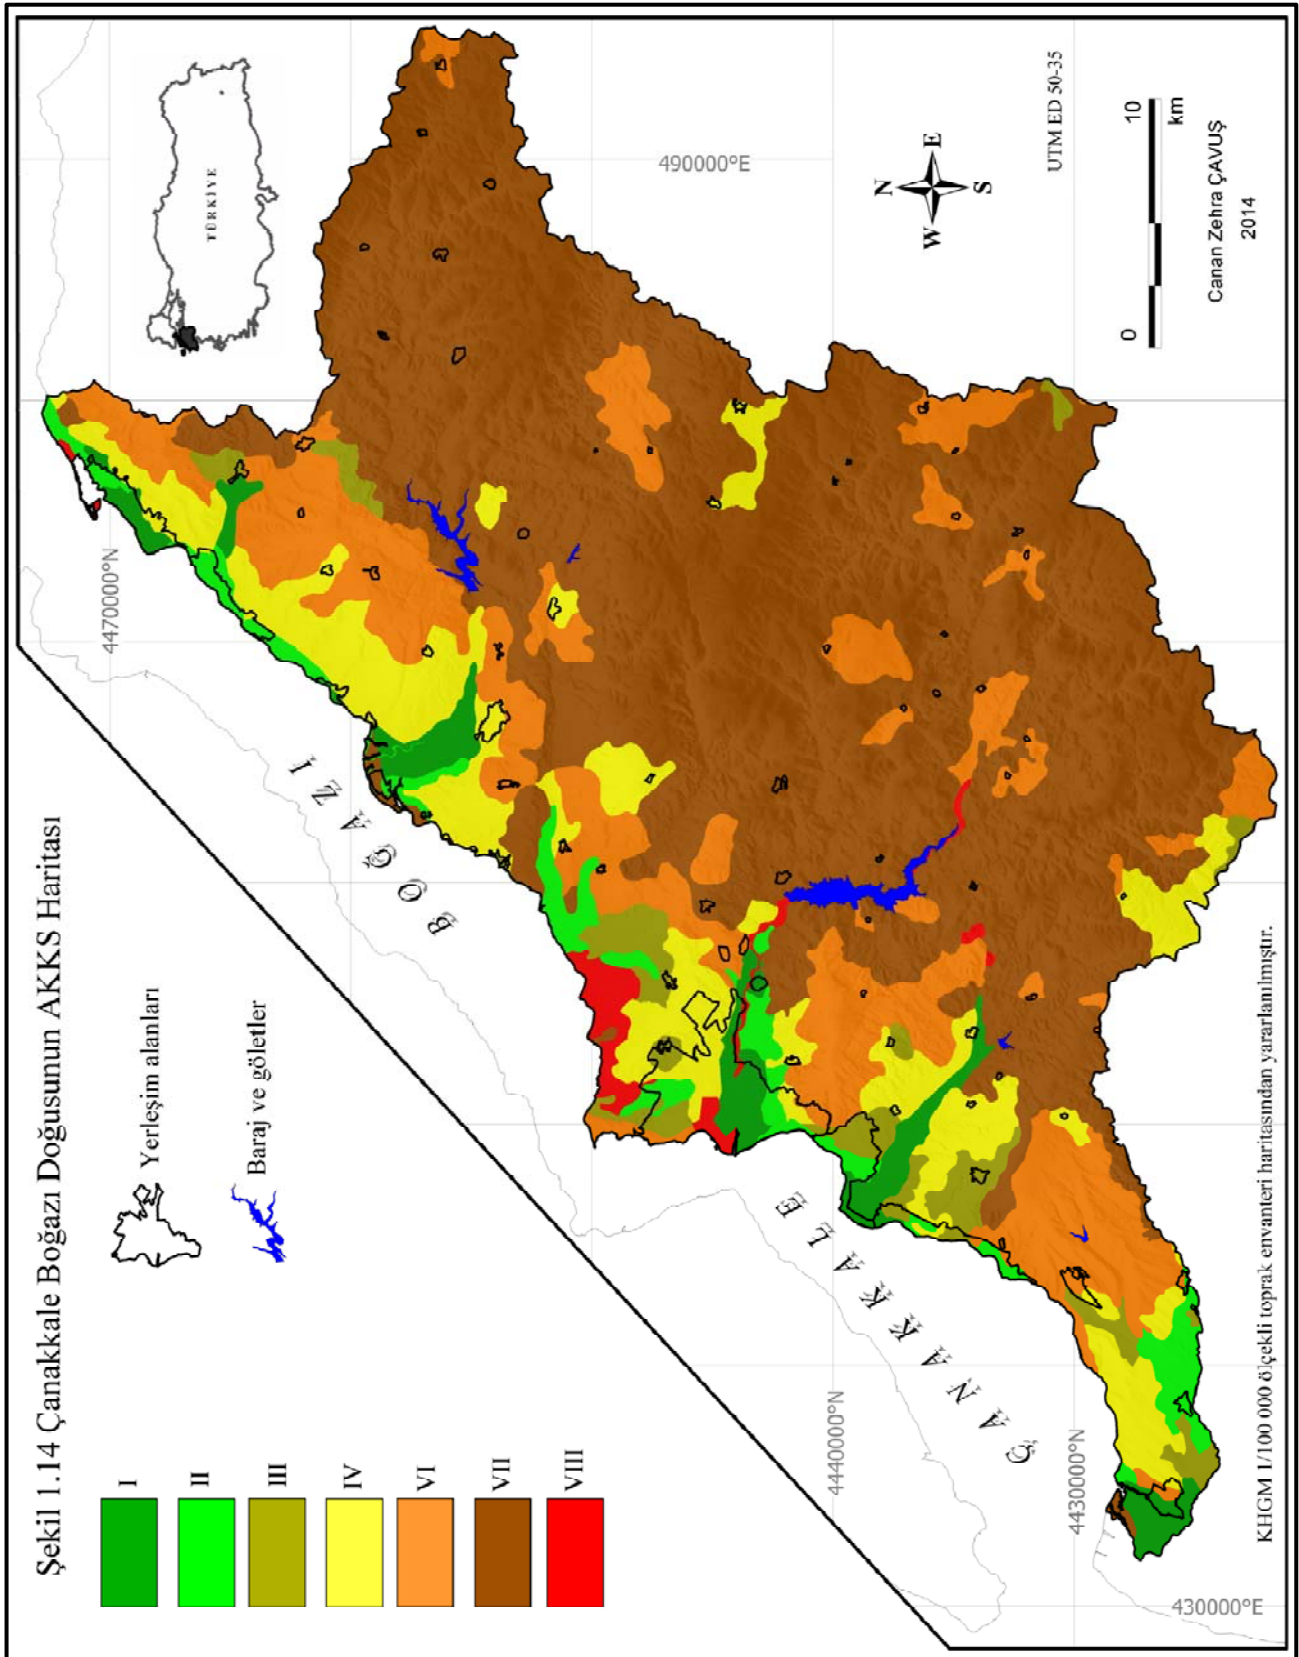 Şekil 1.14 Çanakkale Boğazı Doğusunun AKKS Haritası
Yerleşim alanları
Baraj ve göletler
I
II
III
IV
VI
VII
VIII
TÜRKİYE
BOĞAZI
ÇANAKKALE
4470000°N
4440000°N
4430000°N
430000°E
490000°E
N
W
E
S
UTM ED 50-35
0
10
km
Canan Zehra ÇAVUŞ
2014
KHGM 1/100 000 ölçekli toprak envanteri haritasından yararlanılmıştır.